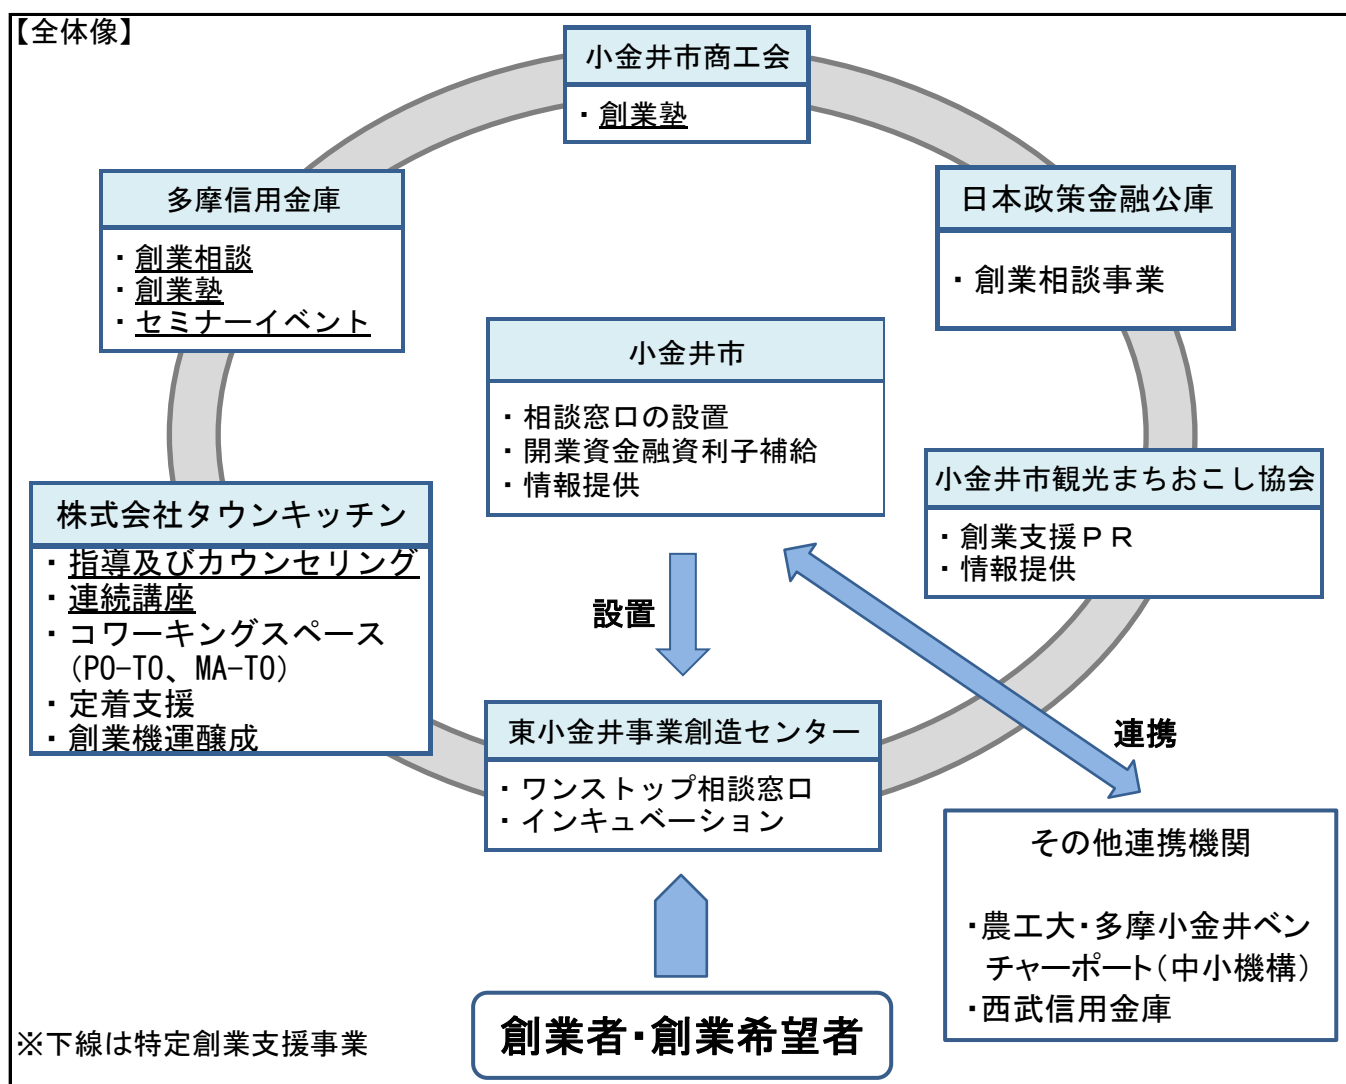 【全体像】
小金井市商工会
・創業塾
多摩信用金庫
・創業相談
・創業塾
・セミナーイベント
日本政策金融公庫
・創業相談事業
小金井市
・相談窓口の設置
・開業資金融資利子補給
・情報提供
小金井市観光まちおこし協会
・創業支援ＰＲ
・情報提供
株式会社タウンキッチン
・指導及びカウンセリング
・連続講座
・コワーキングスペース
(PO-TO、MA-TO)
・定着支援
・創業機運醸成
設置
連携
東小金井事業創造センター
・ワンストップ相談窓口
・インキュベーション
その他連携機関
・農工大・多摩小金井ベン
チャーポート（中小機構）
・西武信用金庫
創業者・創業希望者
※下線は特定創業支援事業